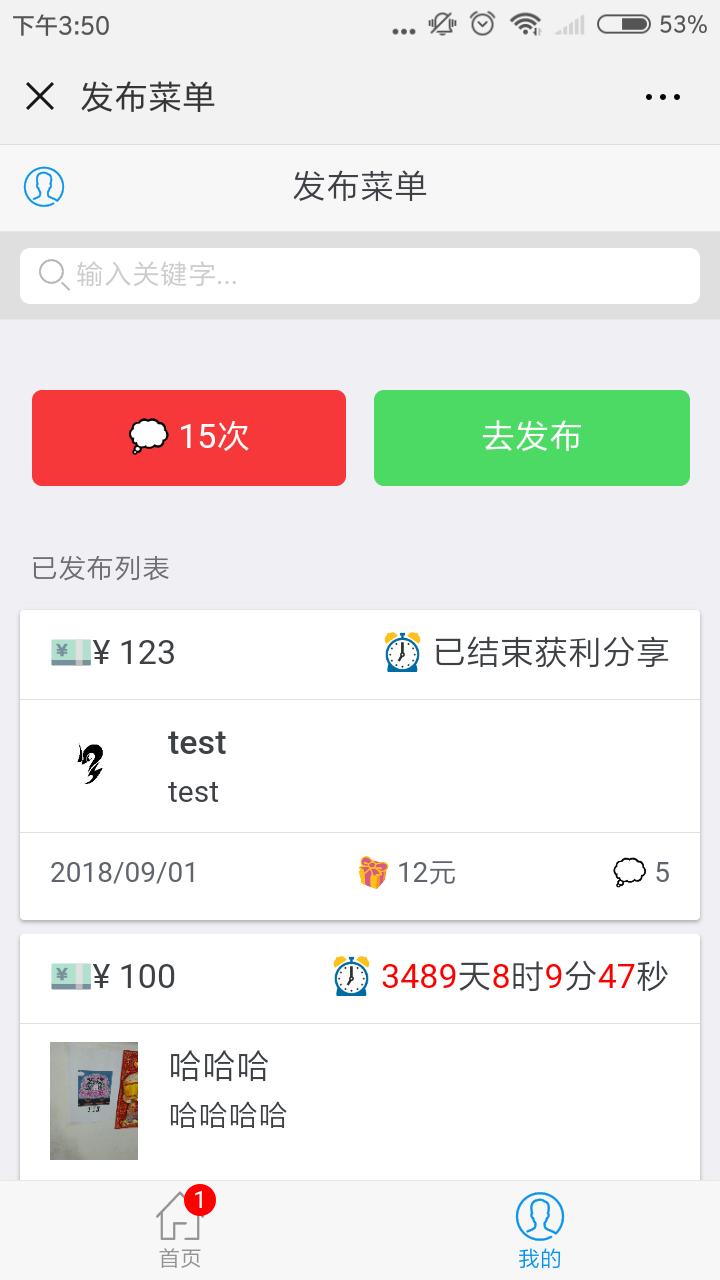 下午3:50
53%
发布菜单
发布菜单
输入关键字...
15次
去发布
已发布列表
¥ 123
已结束获利分享
test
test
2018/09/01
12元
5
¥ 100
3489天8时9分47秒
哈哈哈
哈哈哈哈
1
首页
我的